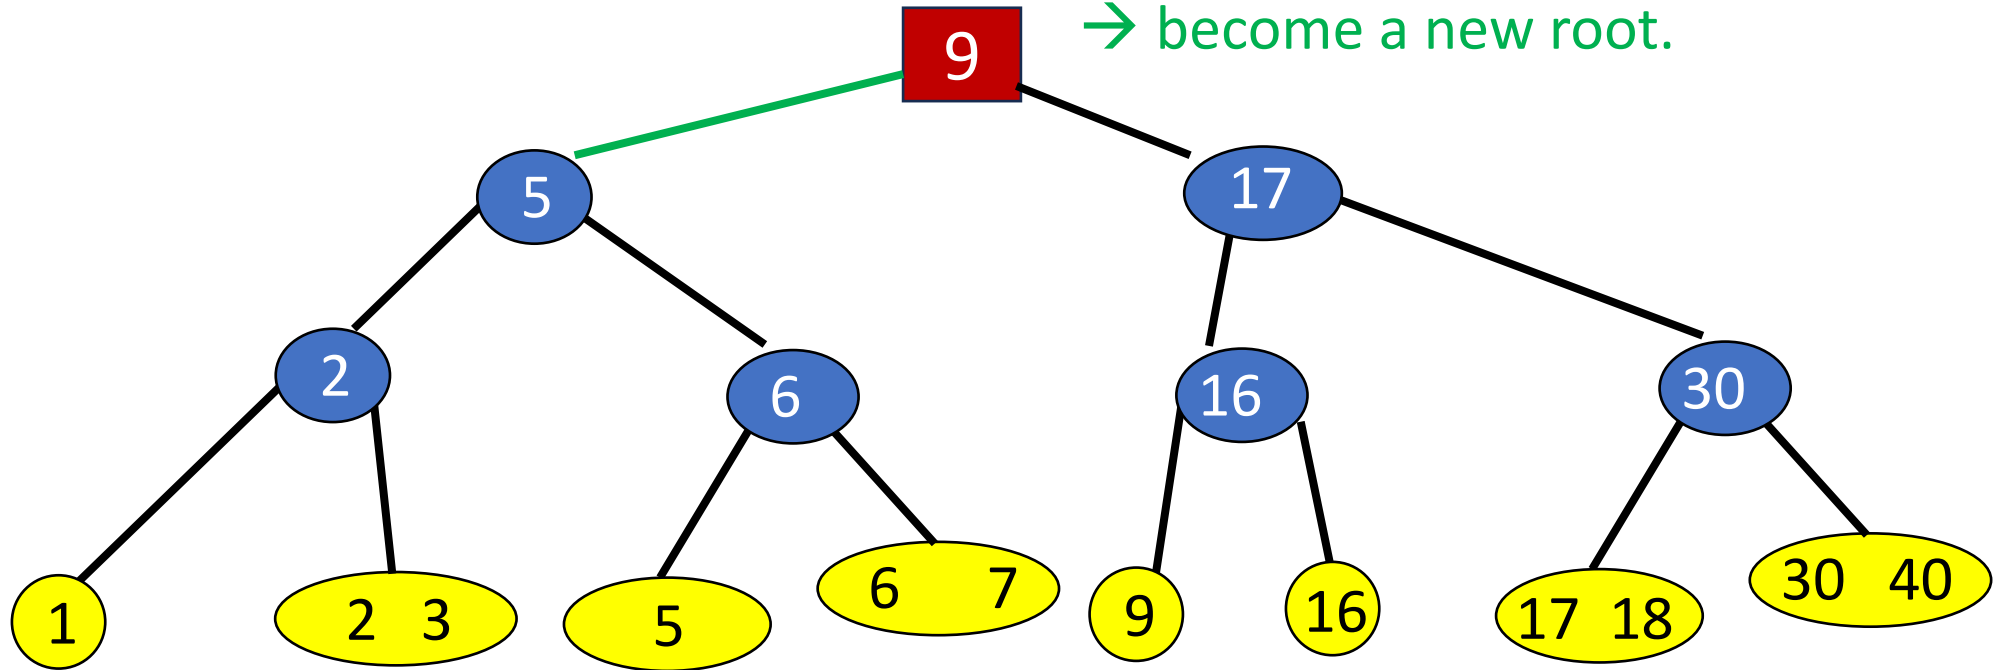 9 → become a new root.
5 17
2 6 16 30
1 2 3 5 6 7 9 16 17 18 30 40